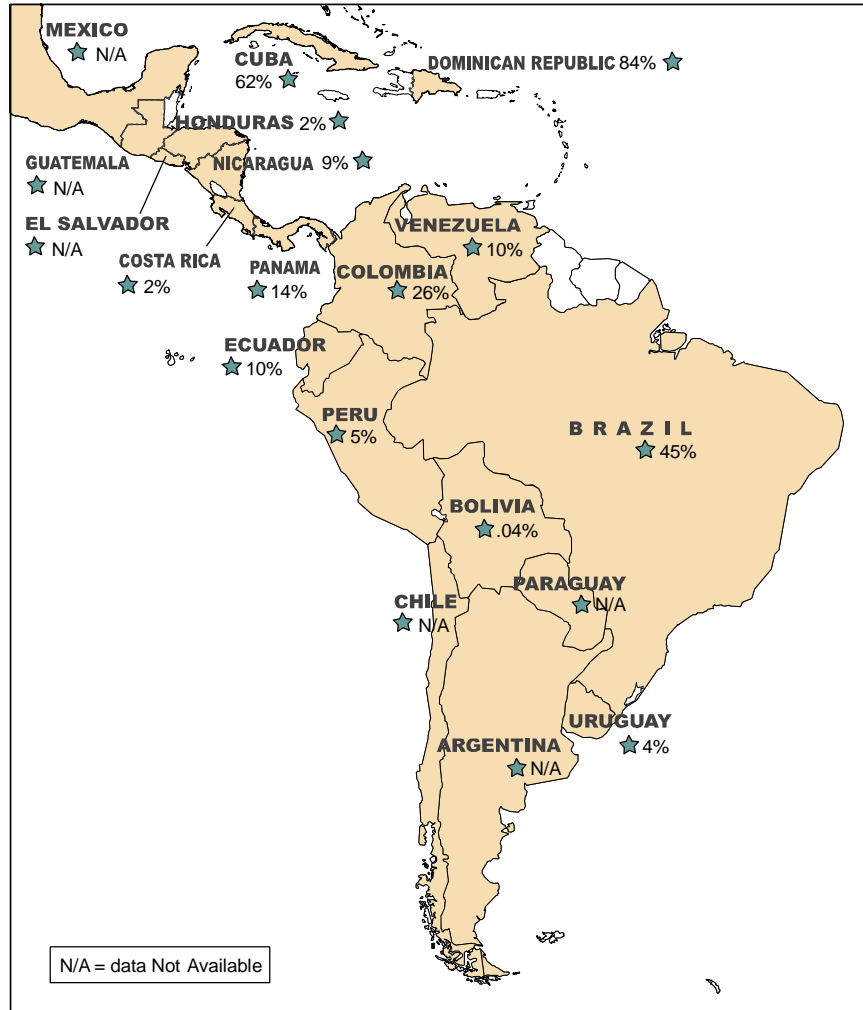 MEXICO
N/A
CUBA
62%
DOMINICAN REPUBLIC 84%
HONDURAS 2%
GUATEMALA
N/A
NICARAGUA 9%
EL SALVADOR
N/A
COSTA RICA
2%
PANAMA
14%
VENEZUELA
10%
COLOMBIA
26%
ECUADOR
10%
PERU
5%
B R A Z I L
45%
BOLIVIA
.04%
PARAGUAY
N/A
CHILE
N/A
URUGUAY
4%
ARGENTINA
N/A
N/A = data Not Available